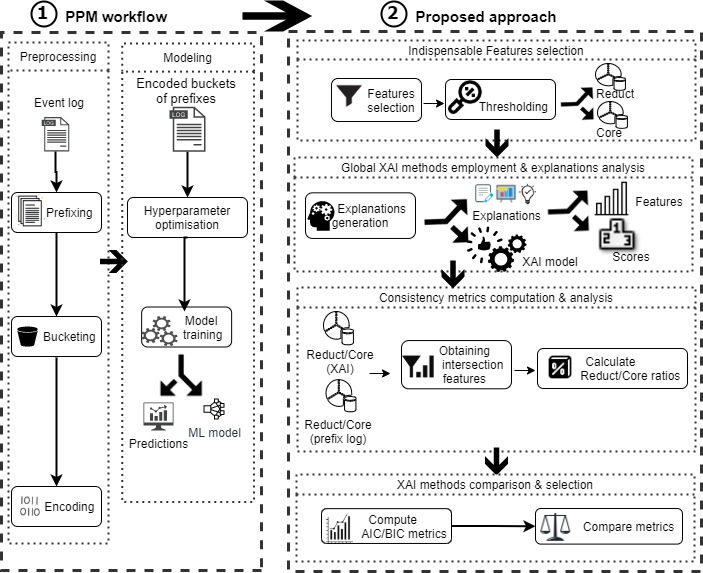 1 PPM workflow
2 Proposed approach
Preprocessing
Event log
LOG
Prefixing
Bucketing
1011
0110
Encoding
Modeling
Encoded buckets
of prefixes
LOG
Hyperparameter
optimisation
Model
training
Predictions
ML model
Indispensable Features selection
Features
selection
Thresholding
Reduct
Core
Global XAI methods employment & explanations analysis
Explanations
generation
Explanations
XAI model
Features
2 1 3
Scores
Consistency metrics computation & analysis
Reduct/Core
(XAI)
Reduct/Core
(prefix log)
Obtaining
intersection
features
%
Calculate
Reduct/Core ratios
XAI methods comparison & selection
Compute
AIC/BIC metrics
Compare metrics